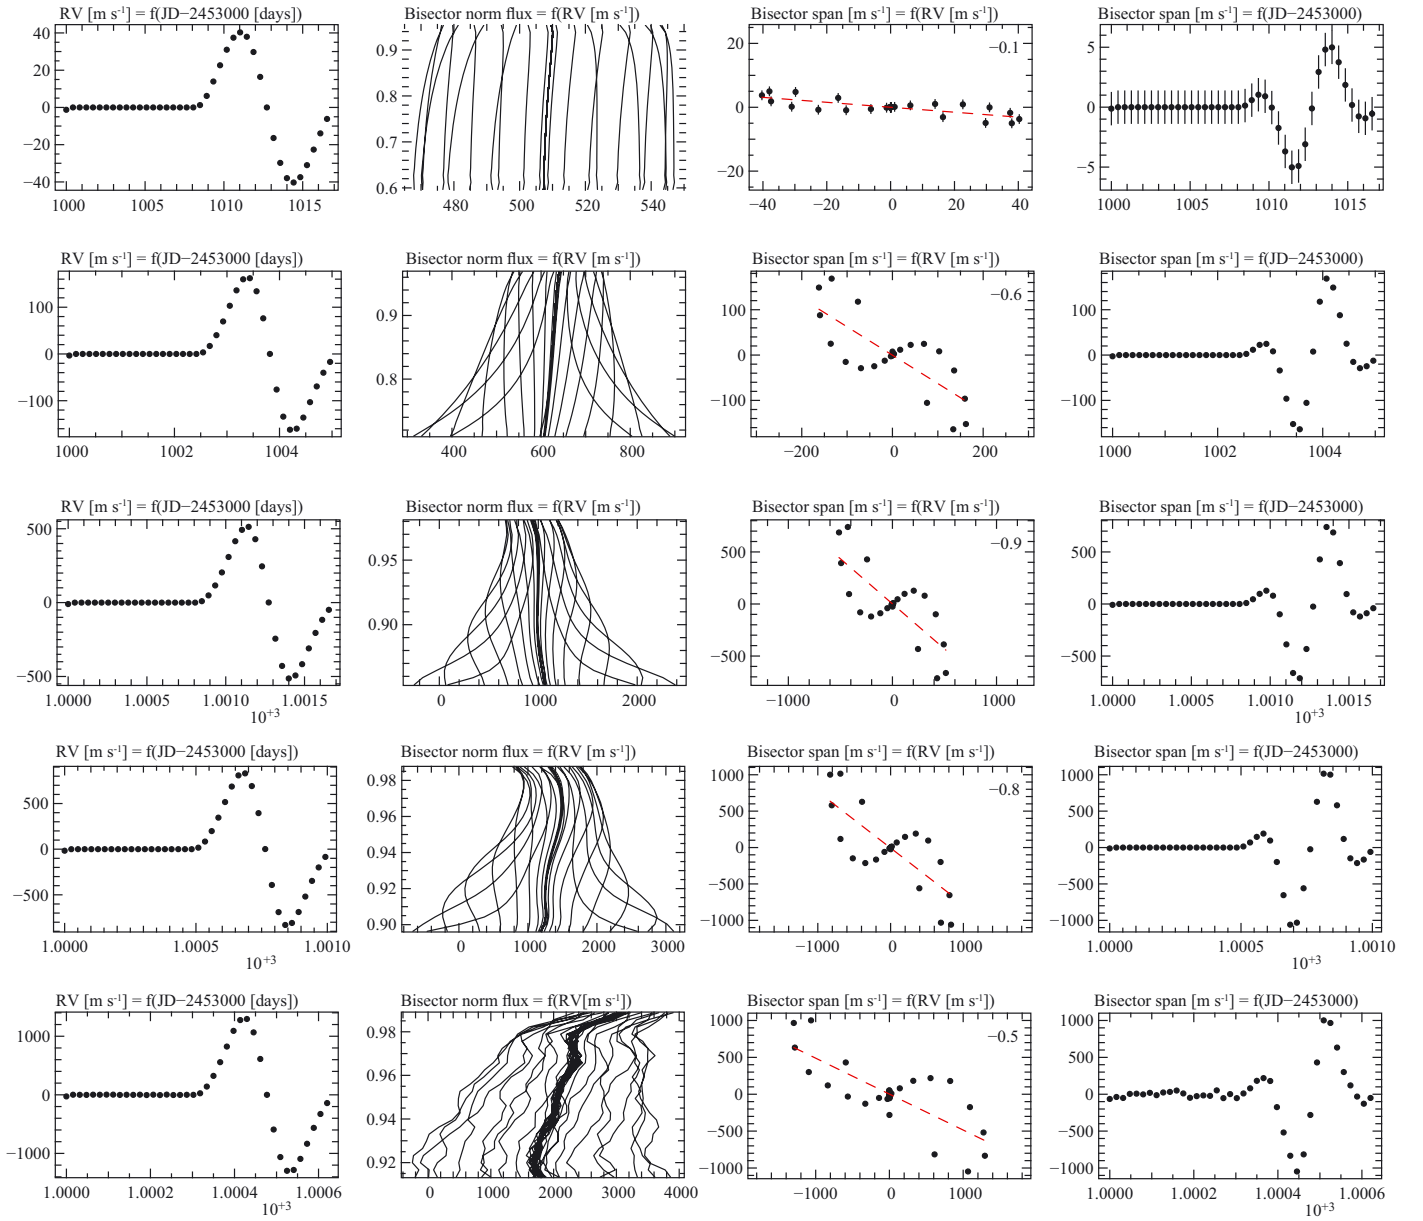 RV [m s-1] = f(JD−2453000 [days])
Bisector norm flux = f(RV [m s-1])
Bisector span [m s-1] = f(RV [m s-1])
Bisector span [m s-1] = f(JD−2453000)
40
20
0
−20
−40
1000 1005 1010 1015
0.9
0.8
0.7
0.6
480 500 520 540
20
0
−20
−0.1
−40 −20 0 20 40
5
0
−5
1000 1005 1010 1015
RV [m s-1] = f(JD−2453000 [days])
Bisector norm flux = f(RV [m s-1])
Bisector span [m s-1] = f(RV [m s-1])
Bisector span [m s-1] = f(JD−2453000)
100
0
−100
1000 1002 1004
0.9
0.8
400 600 800
100
0
−100
−0.6
−200 0 200
100
0
−100
1000 1002 1004
RV [m s-1] = f(JD−2453000 [days])
Bisector norm flux = f(RV [m s-1])
Bisector span [m s-1] = f(RV [m s-1])
Bisector span [m s-1] = f(JD−2453000)
500
0
−500
1.0000 1.0005 1.0010 1.0015
10+3
0.95
0.90
0 1000 2000
500
0
−500
−0.9
−1000 0 1000
500
0
−500
1.0000 1.0005 1.0010 1.0015
10+3
RV [m s-1] = f(JD−2453000 [days])
Bisector norm flux = f(RV [m s-1])
Bisector span [m s-1] = f(RV [m s-1])
Bisector span [m s-1] = f(JD−2453000)
500
0
−500
1.0000 1.0005 1.0010
10+3
0.98
0.96
0.94
0.92
0.90
0 1000 2000 3000
1000
500
0
−500
−1000
−0.8
−1000 0 1000
1000
500
0
−500
−1000
1.0000 1.0005 1.0010
10+3
RV [m s-1] = f(JD−2453000 [days])
Bisector norm flux = f(RV[m s-1])
Bisector span [m s-1] = f(RV [m s-1])
Bisector span [m s-1] = f(JD−2453000)
1000
0
−1000
1.0000 1.0002 1.0004 1.0006
10+3
0.98
0.96
0.94
0.92
0 1000 2000 3000 4000
1000
500
0
−500
−1000
−0.5
−1000 0 1000
1000
500
0
−500
−1000
1.0000 1.0002 1.0004 1.0006
10+3